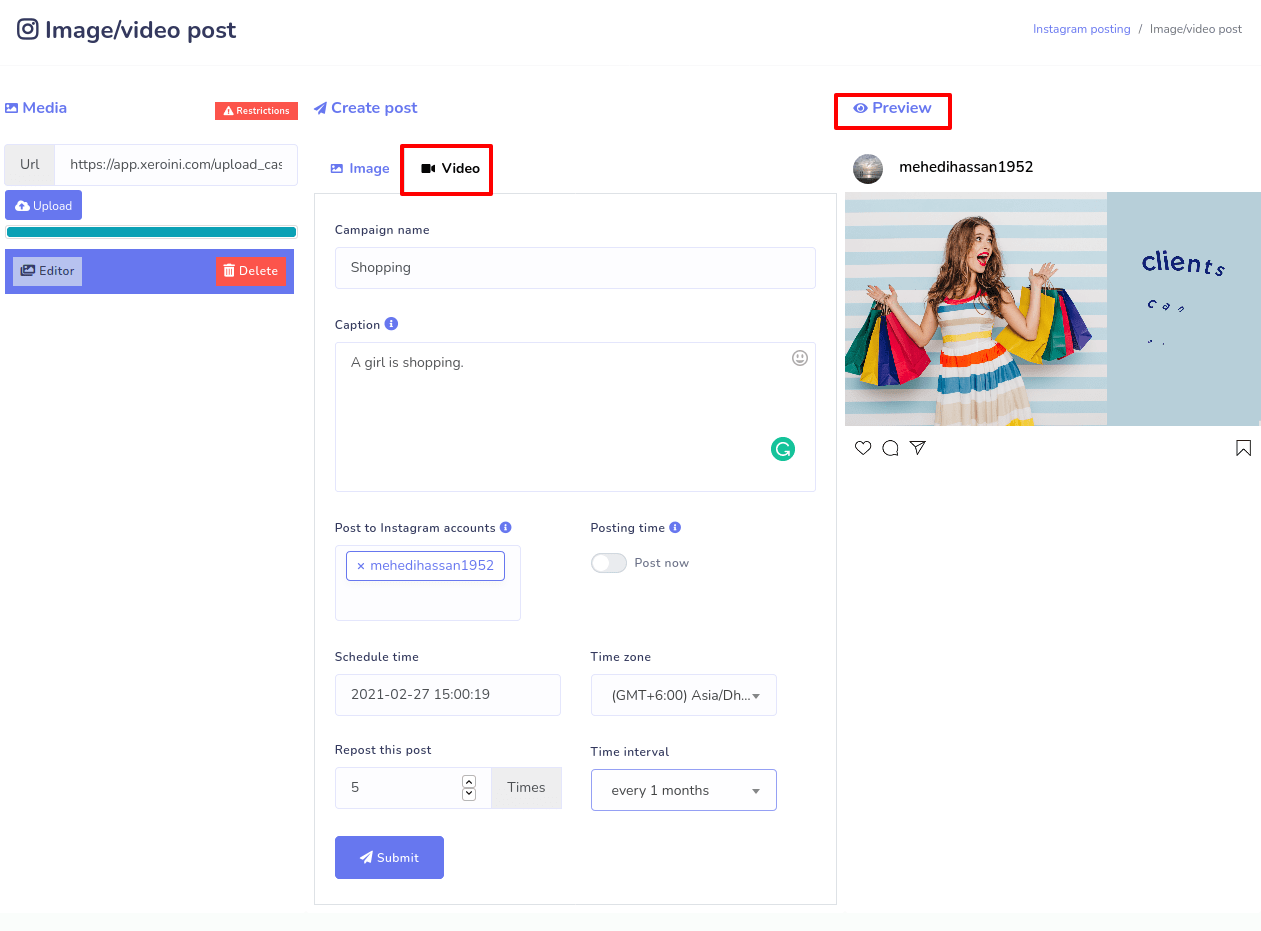 Image/video post
Instagram posting / Image/video post
Media
Restrictions
Url
https://app.xeroini.com/upload_cas
Upload
Editor
Delete
Create post
Image
Video
Campaign name
Shopping
Caption
A girl is shopping.
Post to Instagram accounts
× mehedihassan1952
Posting time
Post now
Schedule time
2021-02-27 15:00:19
Time zone
(GMT+6:00) Asia/Dh...
Repost this post
5 Times
Time interval
every 1 months
Submit
Preview
mehedihassan1952
clients
can